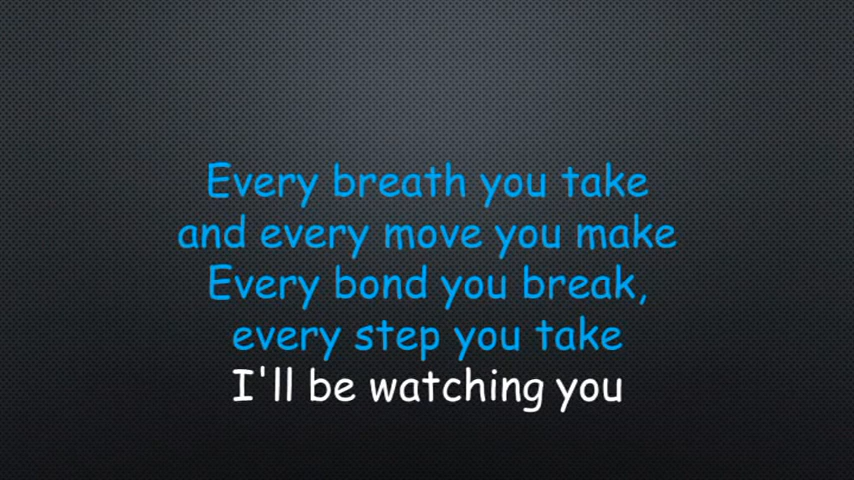 Every breath you take
and every move you make
Every bond you break,
every step you take
I'll be watching you